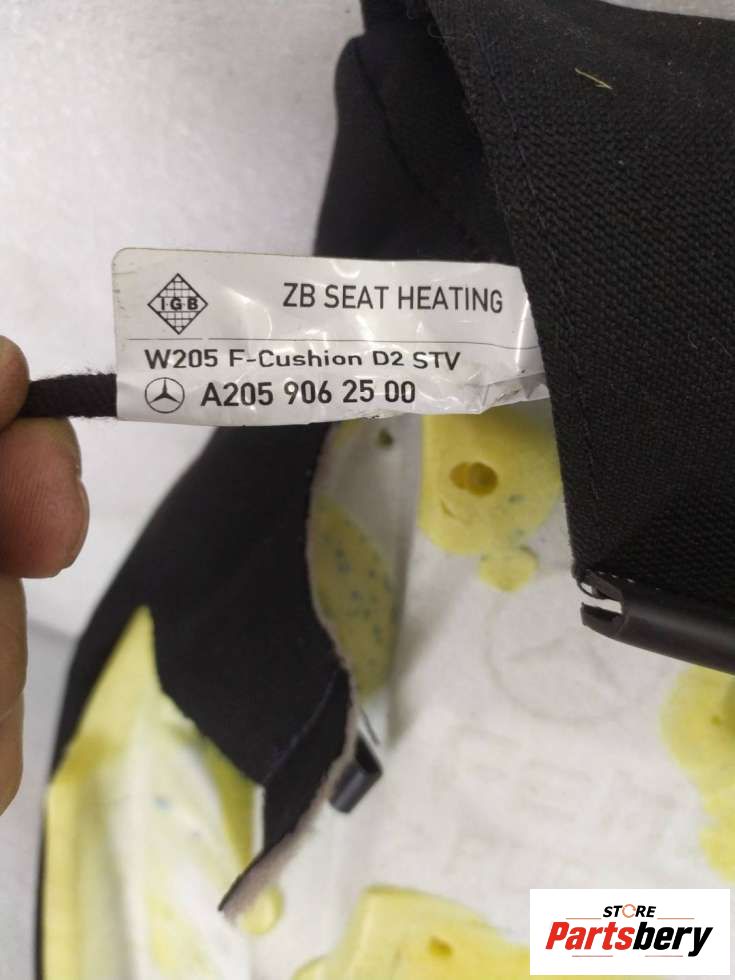 IGB
ZB SEAT HEATING
W205 F-Cushion D2 STV
A205 906 25 00
STORE
Partsbery